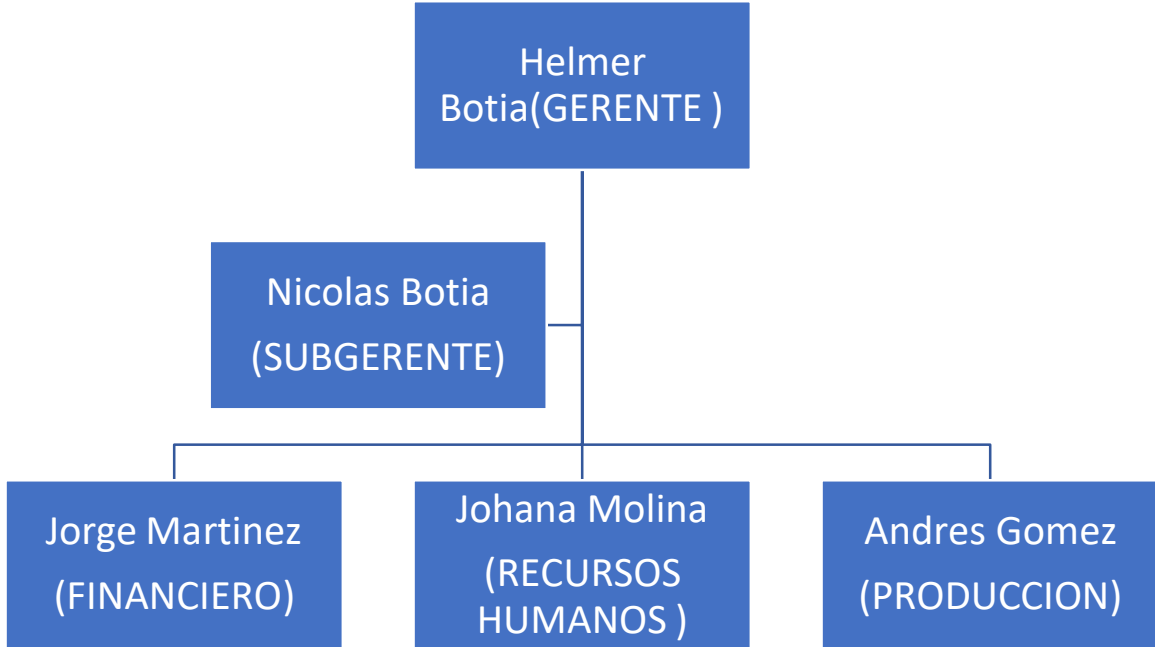 Helmer
Botia(GERENTE )
Nicolas Botia
(SUBGERENTE)
Jorge Martinez
(FINANCIERO)
Johana Molina
(RECURSOS
HUMANOS )
Andres Gomez
(PRODUCCION)